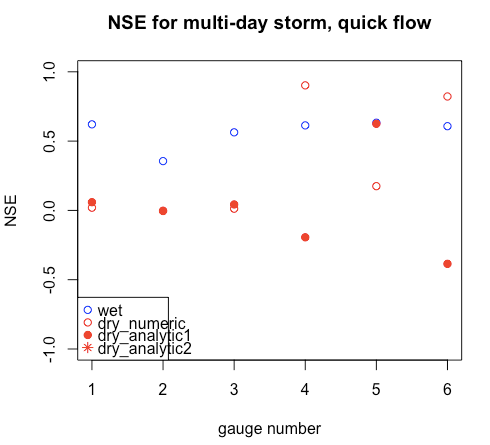 NSE for multi-day storm, quick flow
1.0
0.5
0.0
-0.5
-1.0
NSE
wet
dry_numeric
dry_analytic1
dry_analytic2
1 2 3 4 5 6
gauge number